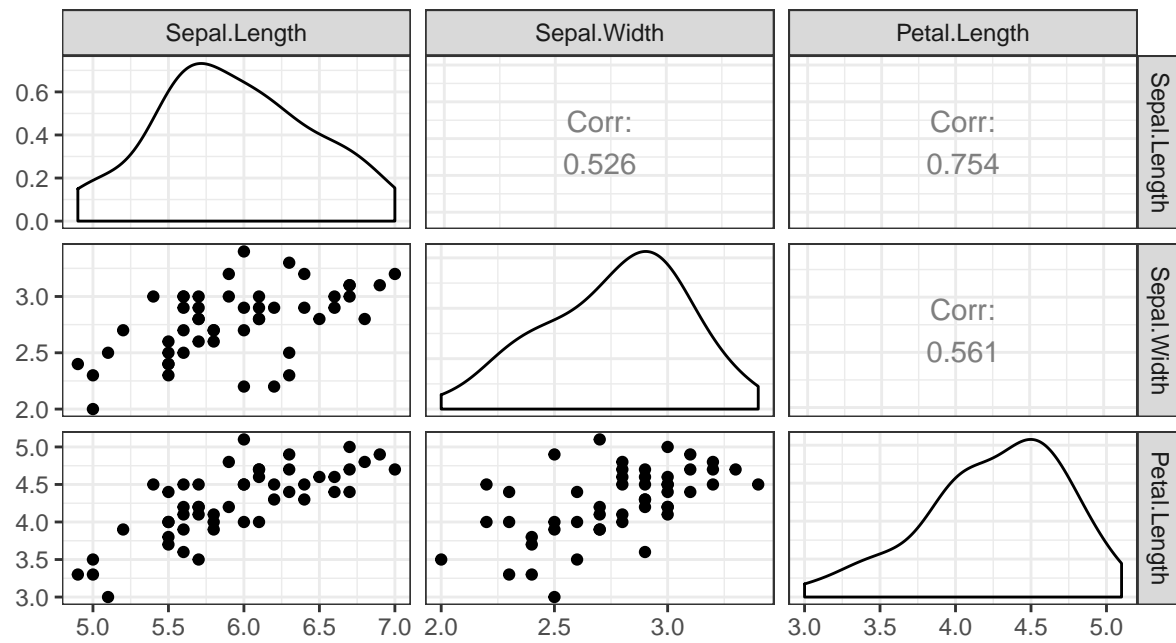 Sepal.Length
Sepal.Width
Petal.Length
0.6
0.4
0.2
0.0
Corr:
0.526
Corr:
0.754
Sepal.Length
3.0
2.5
2.0
Corr:
0.561
Sepal.Width
5.0
4.5
4.0
3.5
3.0
Petal.Length
5.0 5.5 6.0 6.5 7.0
2.0 2.5 3.0
3.0 3.5 4.0 4.5 5.0